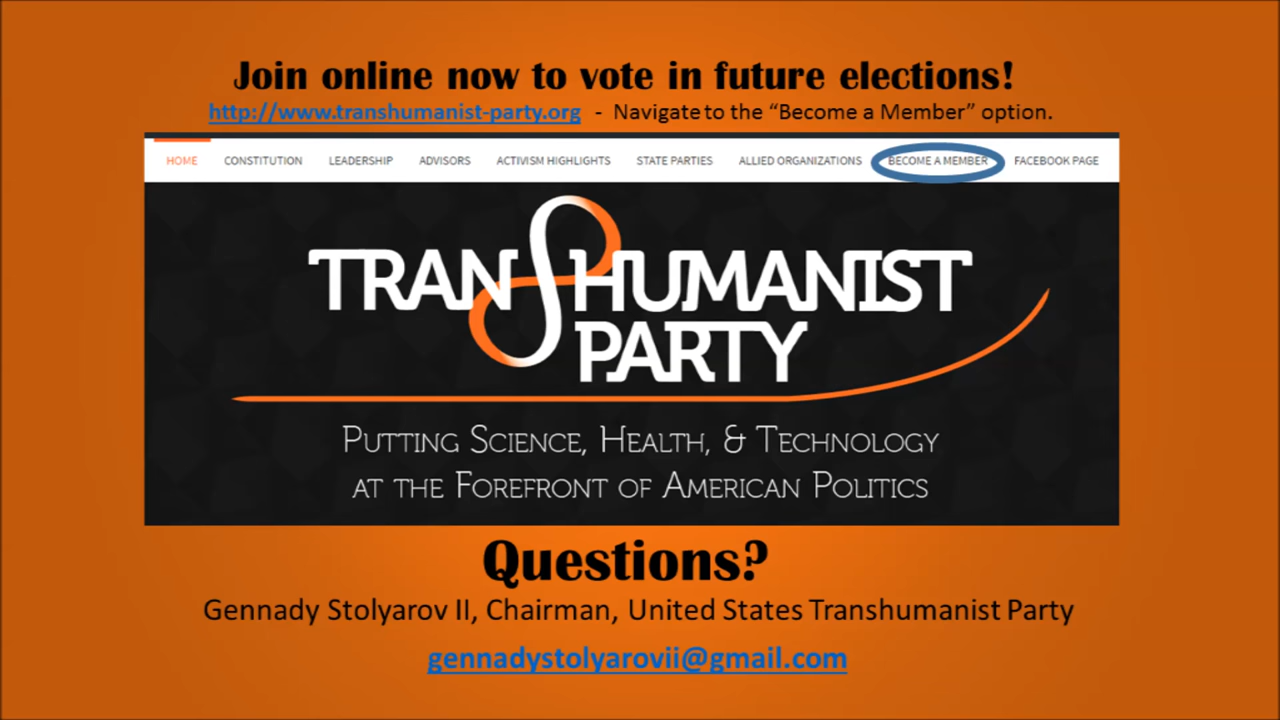 Join online now to vote in future elections!
http://www.transhumanist-party.org - Navigate to the “Become a Member” option.
HOME CONSTITUTION LEADERSHIP ADVISORS ACTIVISM HIGHLIGHTS STATE PARTIES ALLIED ORGANIZATIONS BECOME A MEMBER FACEBOOK PAGE
TRANSHUMANIST
PARTY
PUTTING SCIENCE, HEALTH, & TECHNOLOGY
AT THE FOREFRONT OF AMERICAN POLITICS
Questions?
Gennady Stolyarov II, Chairman, United States Transhumanist Party
gennadystolyarovii@gmail.com